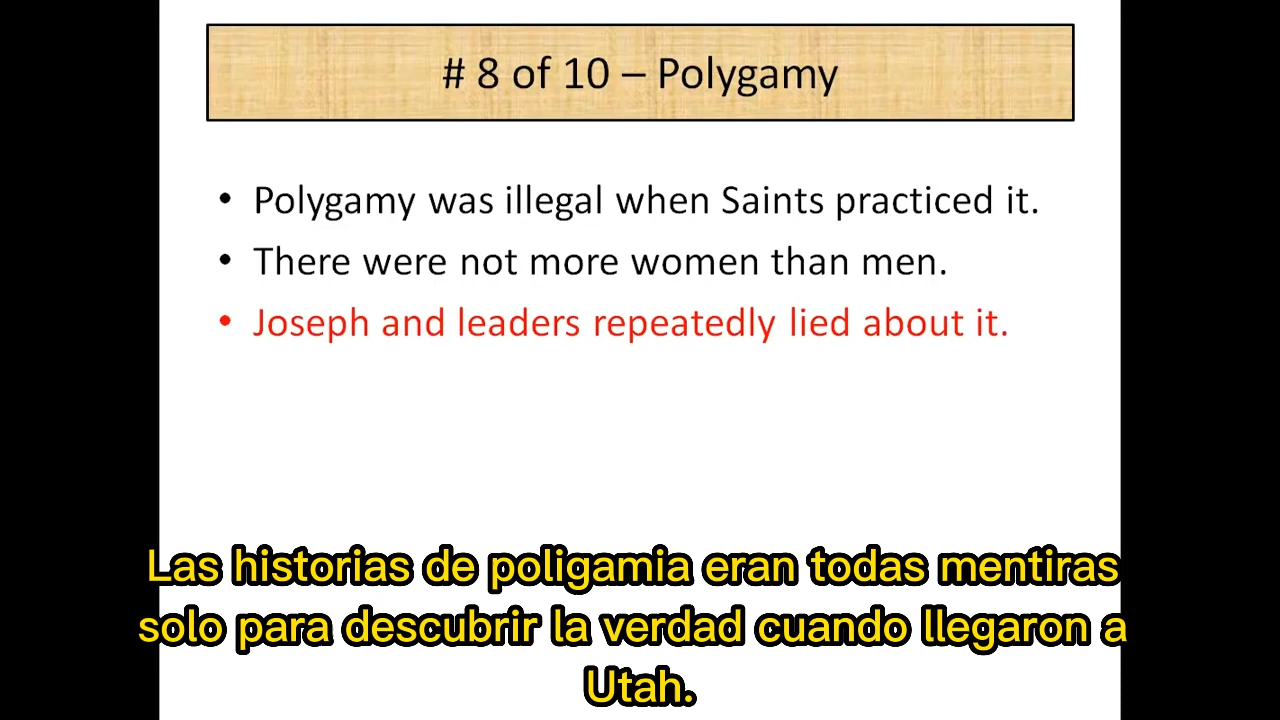 # 8 of 10 – Polygamy
• Polygamy was illegal when Saints practiced it.
• There were not more women than men.
• Joseph and leaders repeatedly lied about it.
Las historias de poligamia eran todas mentiras
solo para descubrir la verdad cuando llegaron a
Utah.